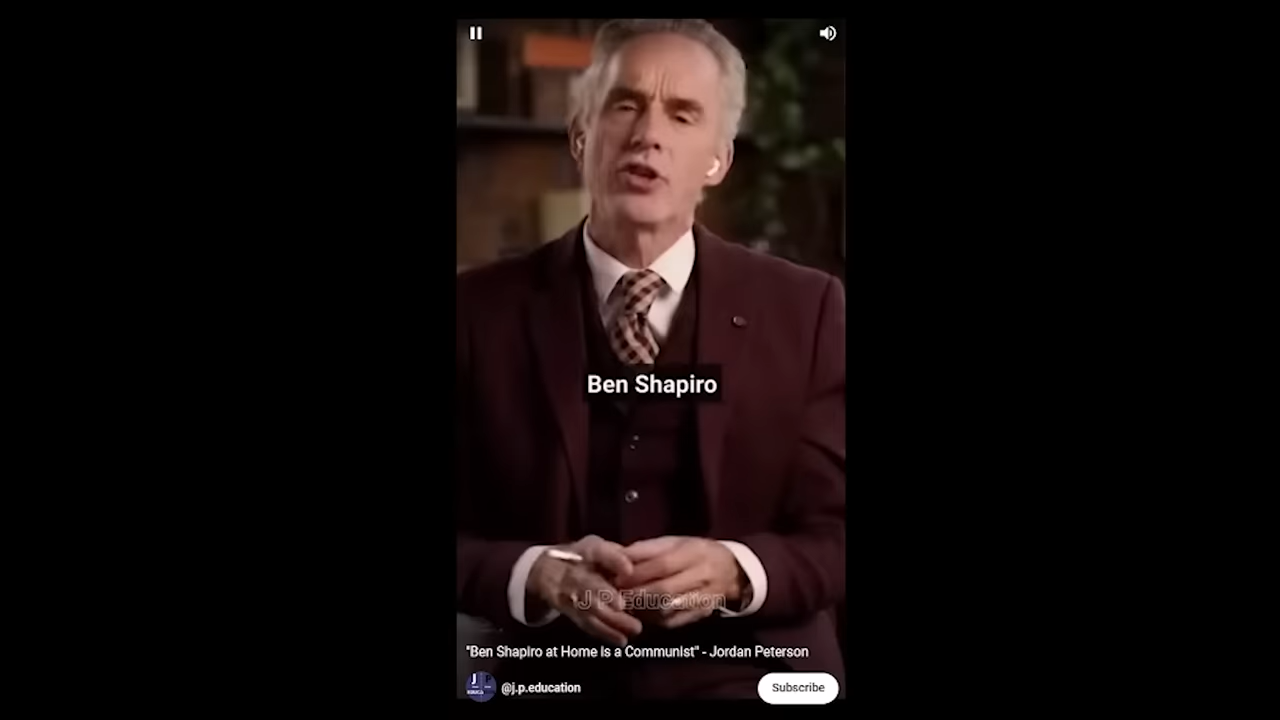 Ben Shapiro
J P Education
"Ben Shapiro at Home is a Communist" - Jordan Peterson
@j.p.education
Subscribe